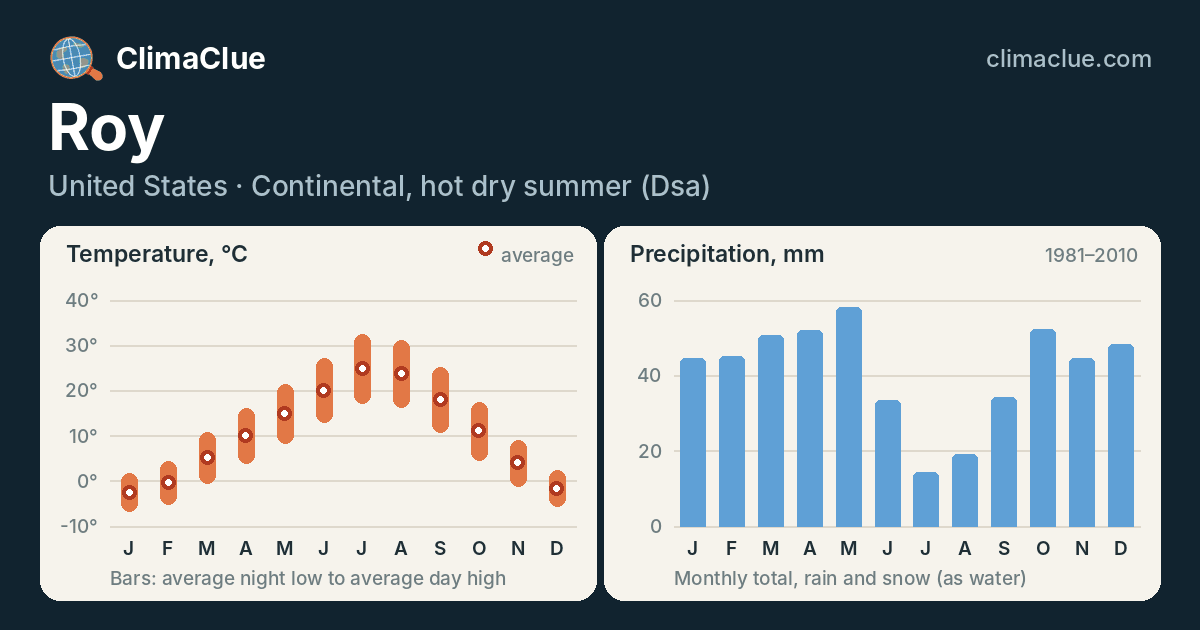 ClimaClue
climaclue.com
Roy
United States · Continental, hot dry summer (Dsa)
Temperature, °C
average
40°
30°
20°
10°
0°
-10°
J F M A M J J A S O N D
Bars: average night low to average day high
Precipitation, mm
1981–2010
60
40
20
0
J F M A M J J A S O N D
Monthly total, rain and snow (as water)